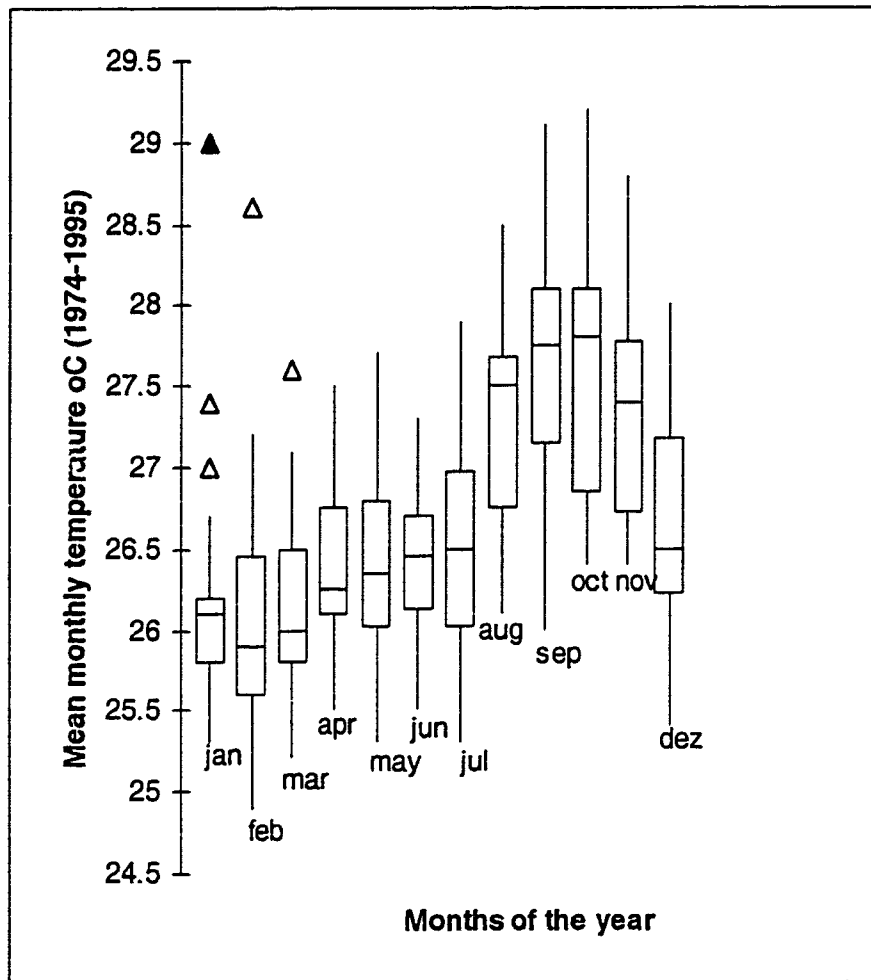 Mean monthly temperature oC (1974-1995)
29.5
29
28.5
28
27.5
27
26.5
26
25.5
25
24.5
jan
feb
mar
apr
may
jun
jul
aug
sep
oct
nov
dez
Months of the year